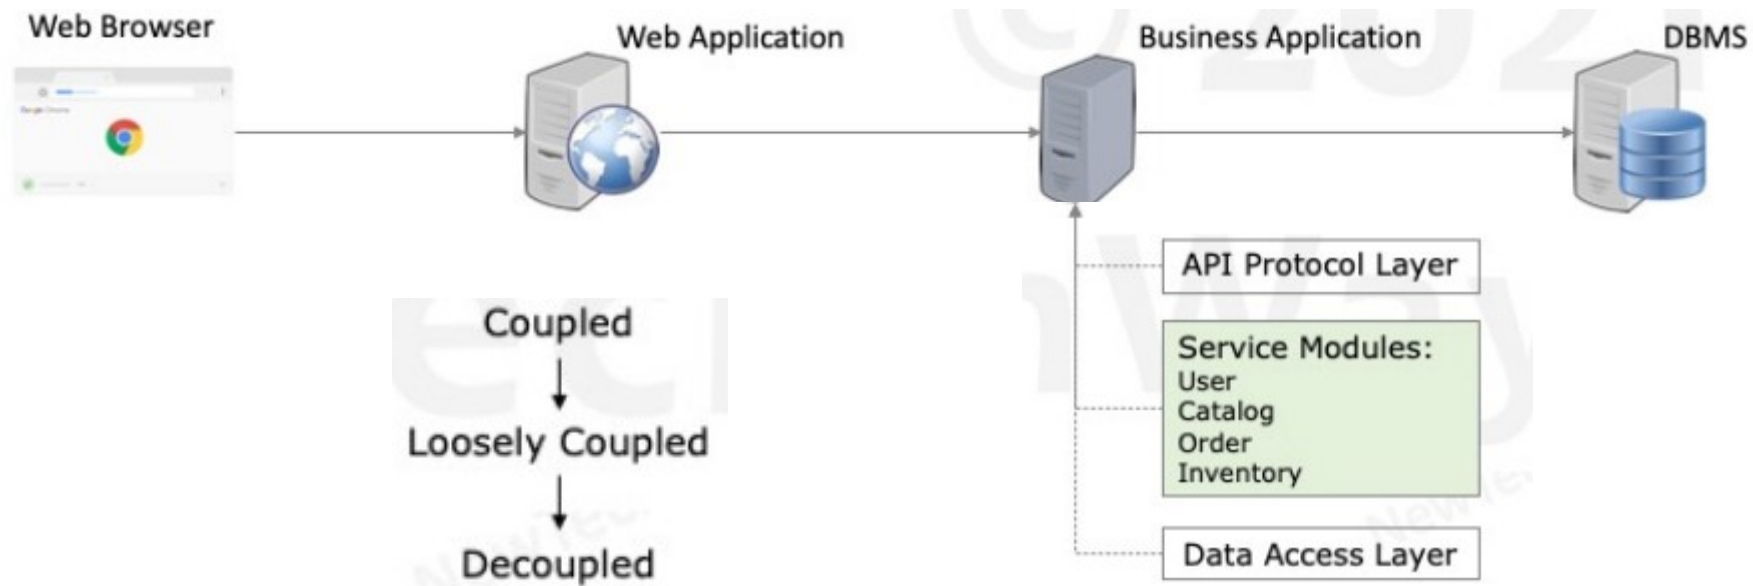 Web Browser
Web Application
Business Application
DBMS
API Protocol Layer
Coupled
Service Modules:
User
Catalog
Order
Inventory
Loosely Coupled
Decoupled
Data Access Layer